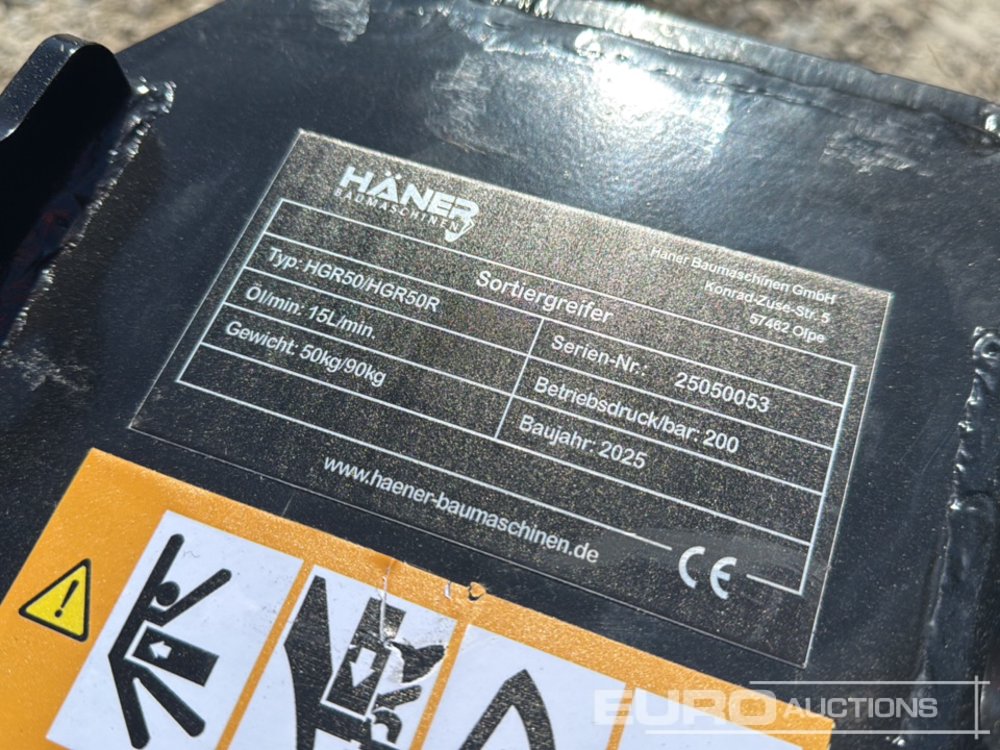 HÄNER
BAUMASCHINEN
Häner Baumaschinen GmbH
Konrad-Zuse-Str. 5
57462 Olpe
Sortiergreifer
Typ: HGR50/HGR50R
Serien-Nr.: 25050053
Öl/min: 15L/min.
Betriebsdruck/bar: 200
Gewicht: 50kg/90kg
Baujahr: 2025
www.haener-baumaschinen.de
CE
EURO AUCTIONS